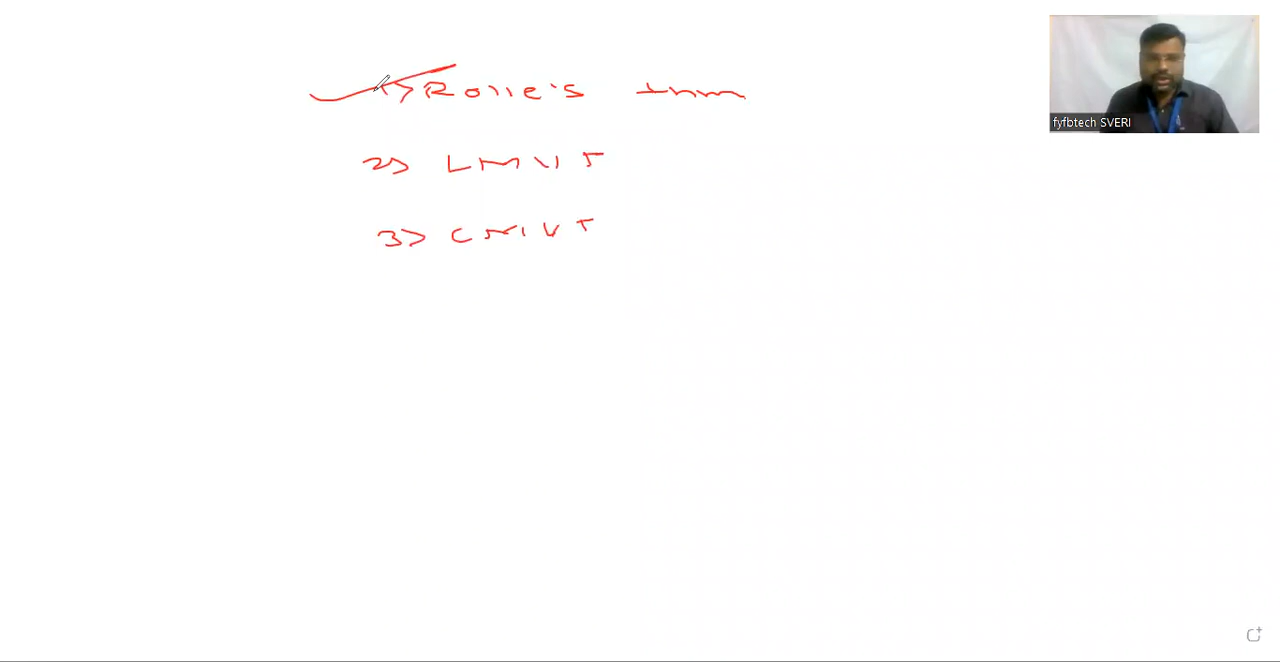 1) Rolle's Thm
2) LMVT
3) CMVT
fyfbtech SVERI